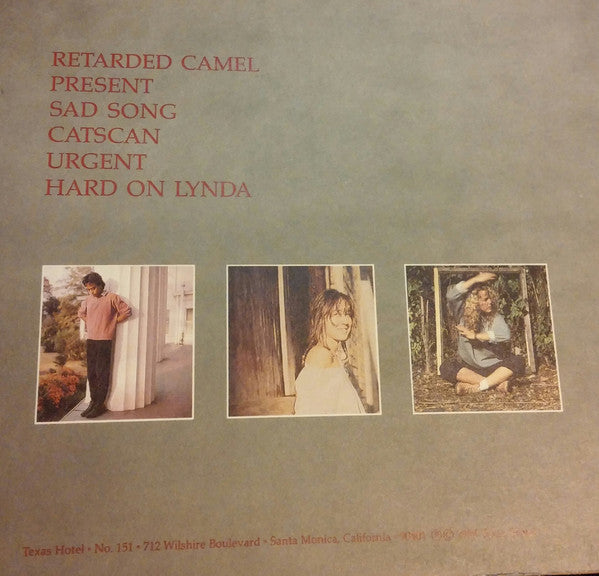 RETARDED CAMEL
PRESENT
SAD SONG
CATSCAN
URGENT
HARD ON LYNDA
Texas Hotel • No. 151 • 712 Wilshire Boulevard • Santa Monica, California